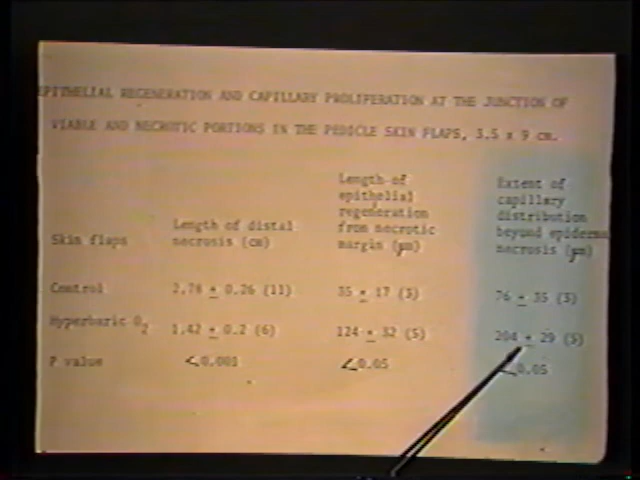 EPITHELIAL REGENERATION AND CAPILLARY PROLIFERATION AT THE JUNCTION OF
VIABLE AND NECROTIC PORTIONS IN THE PEDICLE SKIN FLAPS, 3.5 x 9 cm.
Skin flaps
Length of distal
necrosis (cm)
Length of
epithelial
regeneration
from necrotic
margin (µm)
Extent of
capillary
distribution
beyond epiderm
necrosis (µm)
Control 2.78 ± 0.26 (11) 35 ± 17 (5) 76 ± 35 (5)
Hyperbaric O2 1.42 ± 0.2 (6) 124 ± 32 (5) 204 ± 29 (5)
P value <0.001 <0.05 <0.05